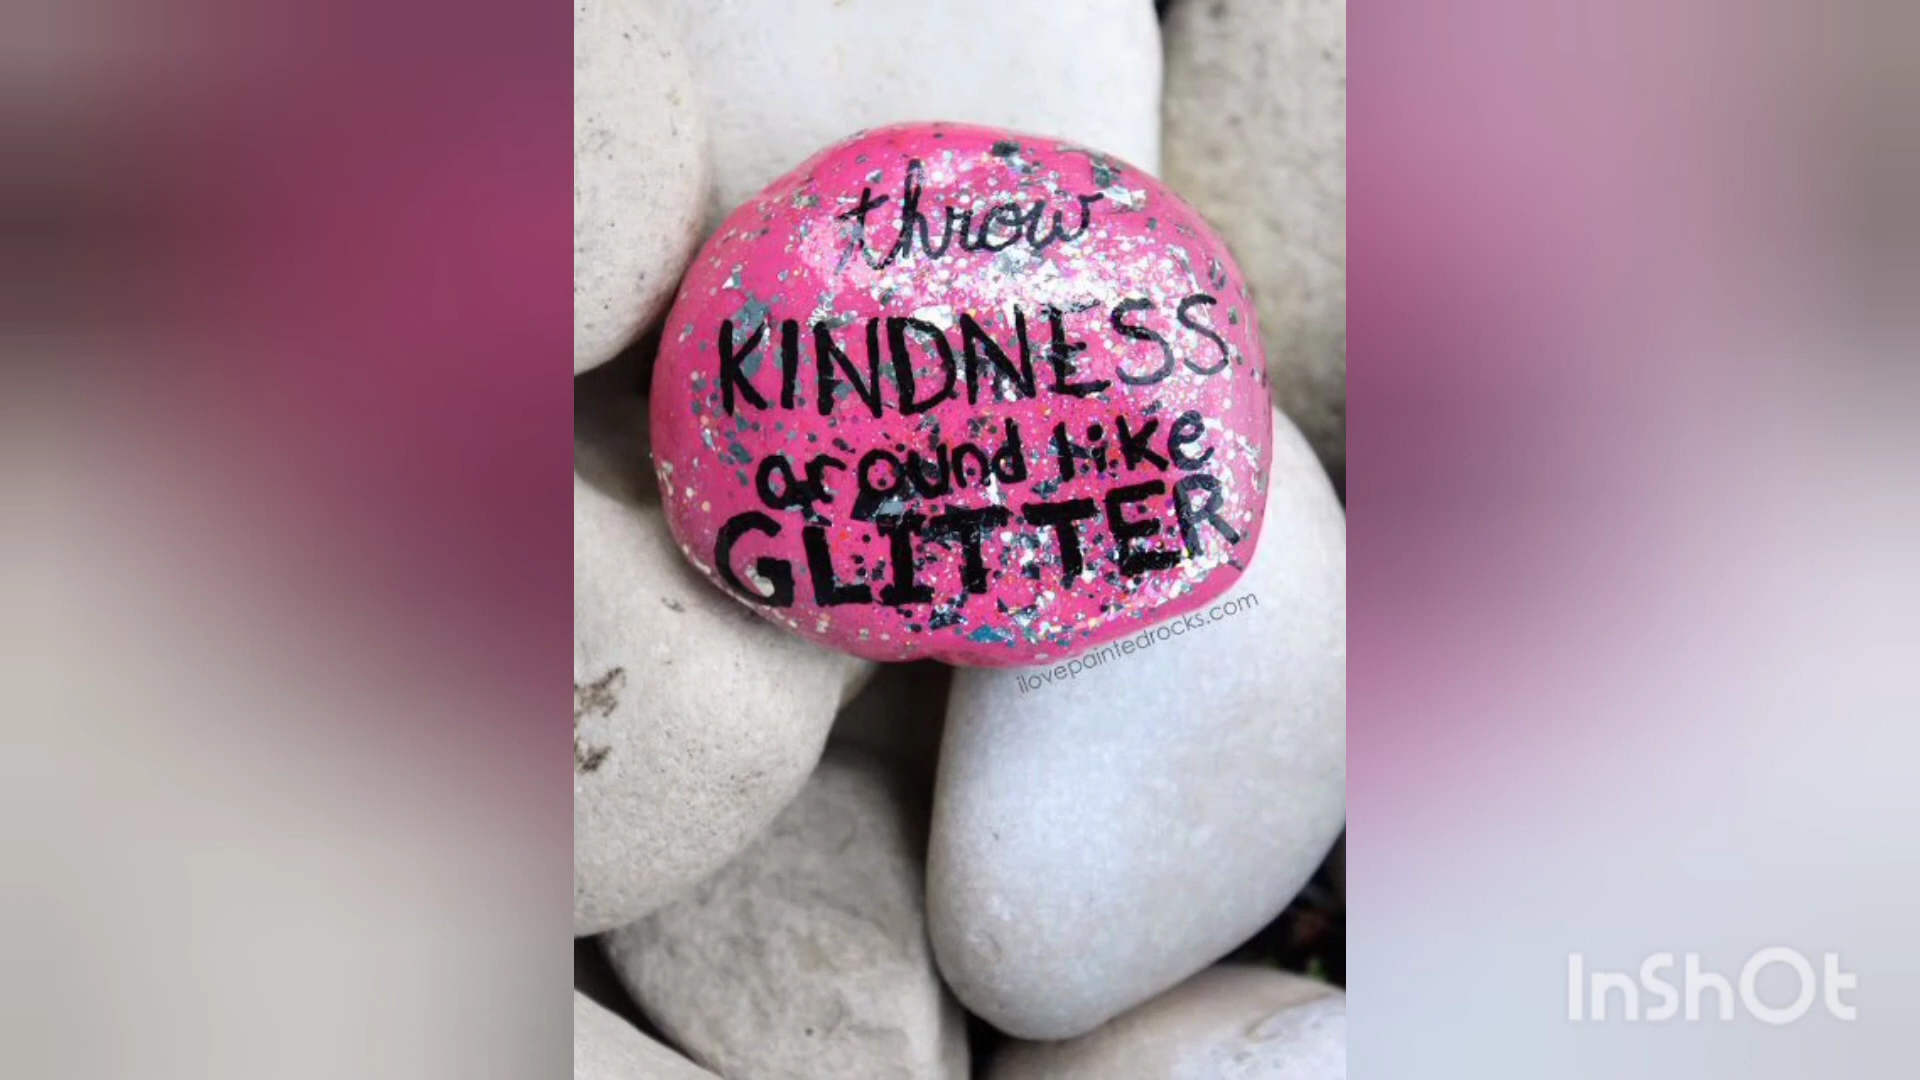 throw
KINDNESS
around like
GLITTER
ilovepaintedrocks.com
InShOt